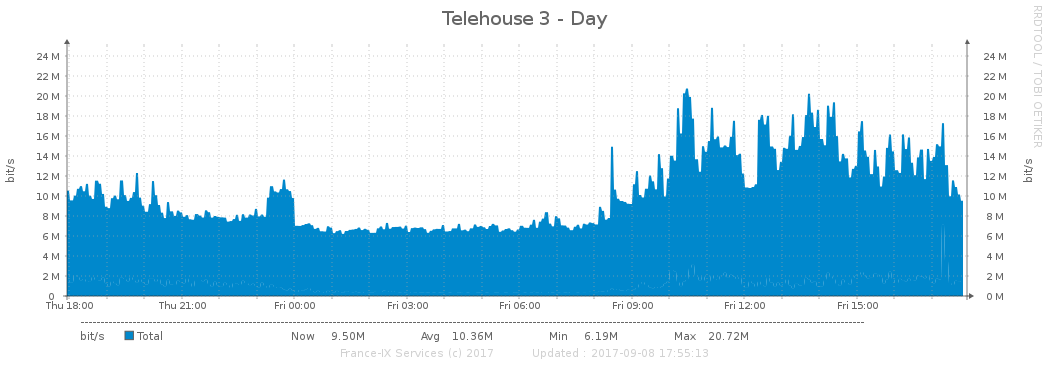 Telehouse 3 - Day
RRDTOOL / TOBI OETIKER
bit/s
24 M 24 M
22 M 22 M
20 M 20 M
18 M 18 M
16 M 16 M
14 M 14 M
12 M 12 M
10 M 10 M
8 M 8 M
6 M 6 M
4 M 4 M
2 M 2 M
0 0 M
bit/s
Thu 18:00 Thu 21:00 Fri 00:00 Fri 03:00 Fri 06:00 Fri 09:00 Fri 12:00 Fri 15:00
bit/s Total Now 9.50M Avg 10.36M Min 6.19M Max 20.72M
France-IX Services (c) 2017 Updated : 2017-09-08 17:55:13